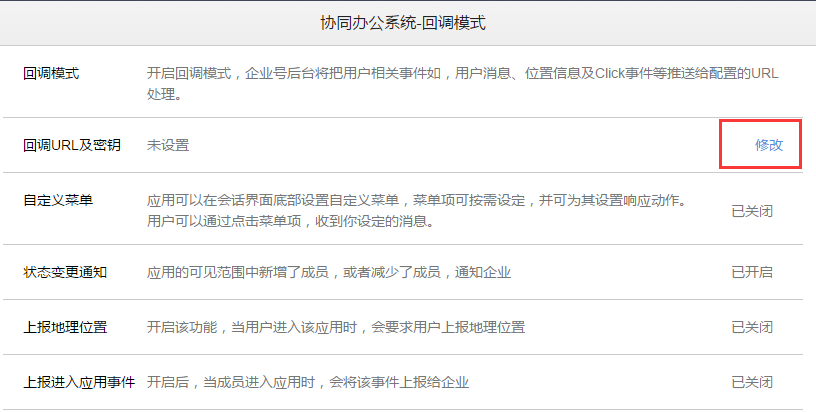 协同办公系统-回调模式
回调模式
开启回调模式，企业号后台将把用户相关事件如，用户消息、位置信息及Click事件等推送给配置的URL
处理。
回调URL及密钥
未设置
修改
自定义菜单
应用可以在会话界面底部设置自定义菜单，菜单项可按需设定，并可为其设置响应动作。
用户可以通过点击菜单项，收到你设定的消息。
已关闭
状态变更通知
应用的可见范围中新增了成员，或者减少了成员，通知企业
已开启
上报地理位置
开启该功能，当用户进入该应用时，会要求用户上报地理位置
已关闭
上报进入应用事件
开启后，当成员进入应用时，会将该事件上报给企业
已关闭